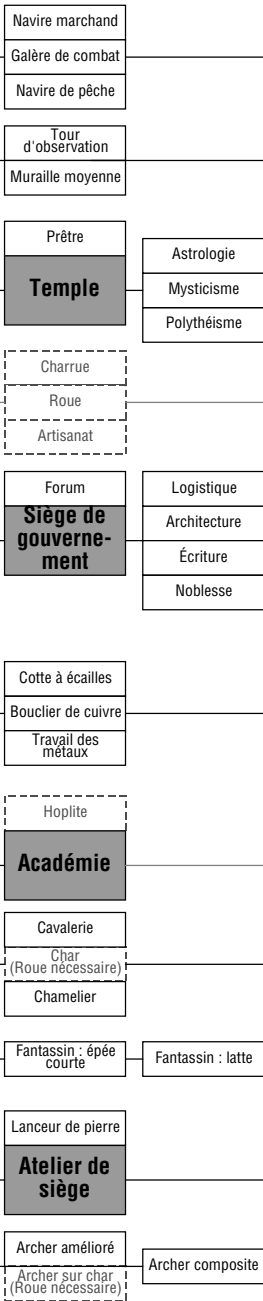 Navire marchand
Galère de combat
Navire de pêche
Tour
d'observation
Muraille moyenne
Prêtre
Temple
Astrologie
Mysticisme
Polythéisme
Charrue
Roue
Artisanat
Forum
Siège de
gouverne-
ment
Logistique
Architecture
Écriture
Noblesse
Cotte à écailles
Bouclier de cuivre
Travail des
métaux
Hoplite
Académie
Cavalerie
Char
(Roue nécessaire)
Chamelier
Fantassin : épée
courte
Fantassin : latte
Lanceur de pierre
Atelier de
siège
Archer amélioré
Archer sur char
(Roue nécessaire)
Archer composite